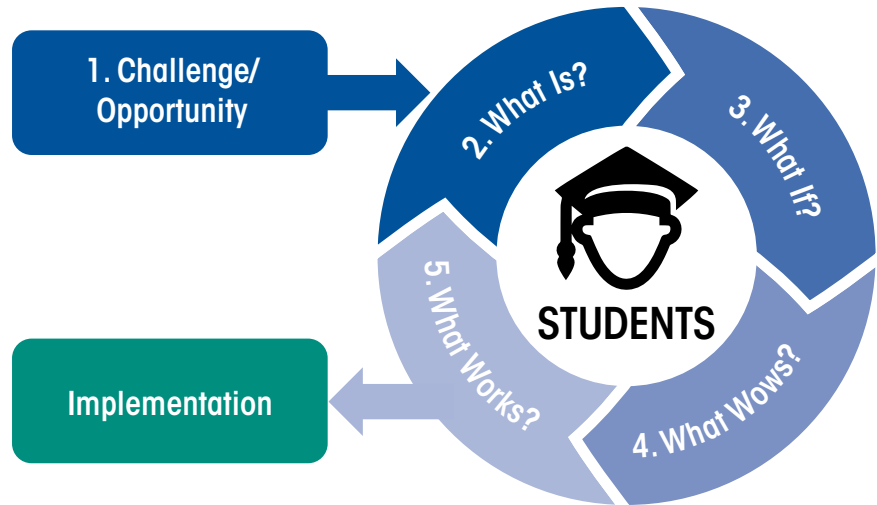 1. Challenge/
Opportunity
2. What Is?
3. What If?
4. What Wows?
5. What Works?
STUDENTS
Implementation